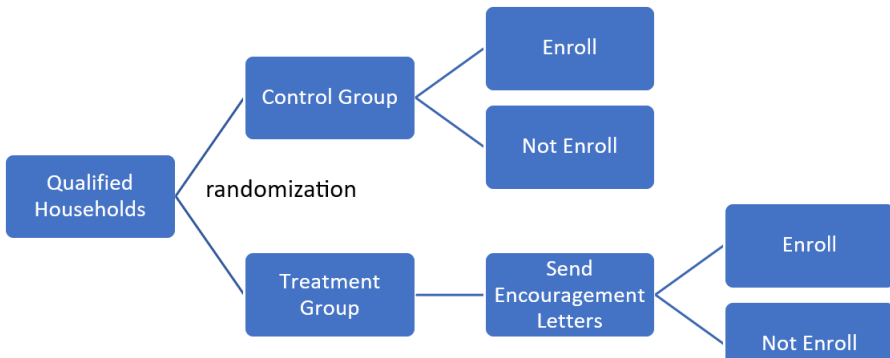 Enroll
Control Group
Not Enroll
Qualified
Households
randomization
Enroll
Treatment
Group
Send
Encouragement
Letters
Not Enroll